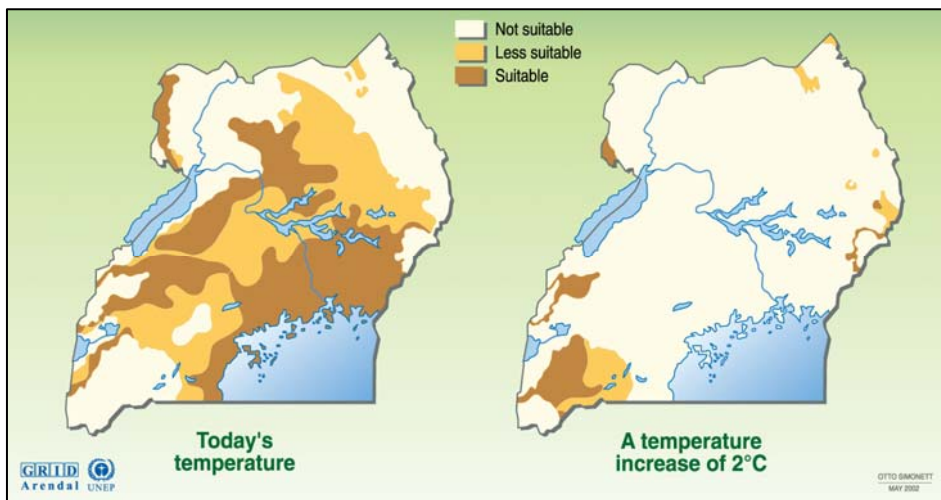 Not suitable
Less suitable
Suitable
Today's
temperature
A temperature
increase of 2°C
GRID
Arendal
UNEP
OTTO SIMONETT
MAY 2002